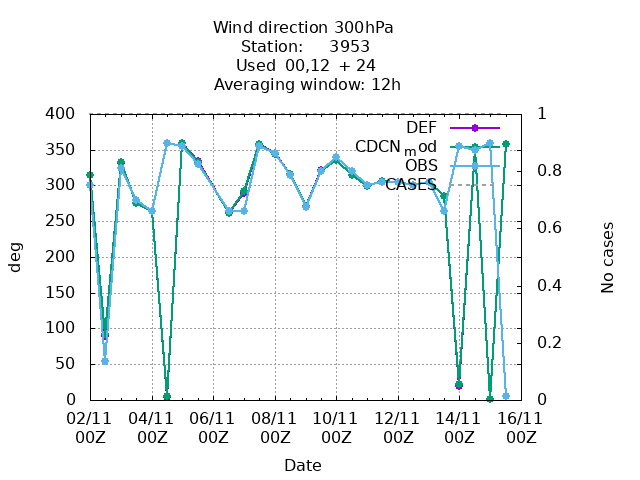 Wind direction 300hPa
Station: 3953
Used 00,12 + 24
Averaging window: 12h
400
350
300
250
200
150
100
50
0
1
0.8
0.6
0.4
0.2
0
DEF
CDCN_mod
OBS
CASES
deg
No cases
02/11 04/11 06/11 08/11 10/11 12/11 14/11 16/11
00Z 00Z 00Z 00Z 00Z 00Z 00Z 00Z
Date